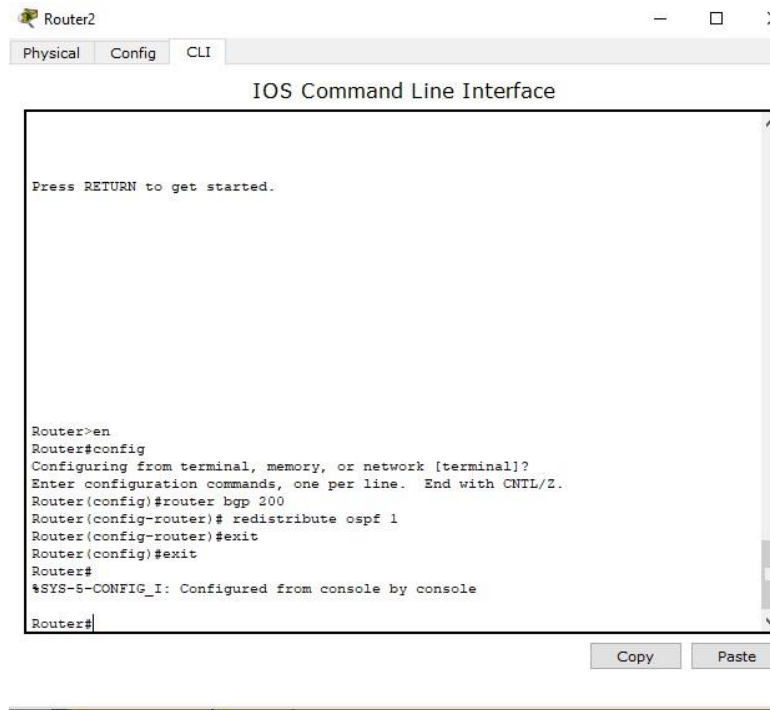 Router2
Physical Config CLI
IOS Command Line Interface
Press RETURN to get started.
Router>en
Router#config
Configuring from terminal, memory, or network [terminal]?
Enter configuration commands, one per line.  End with CNTL/Z.
Router(config)#router bgp 200
Router(config-router)# redistribute ospf 1
Router(config-router)#exit
Router(config)#exit
Router#
%SYS-5-CONFIG_I: Configured from console by console
Router#
Copy Paste